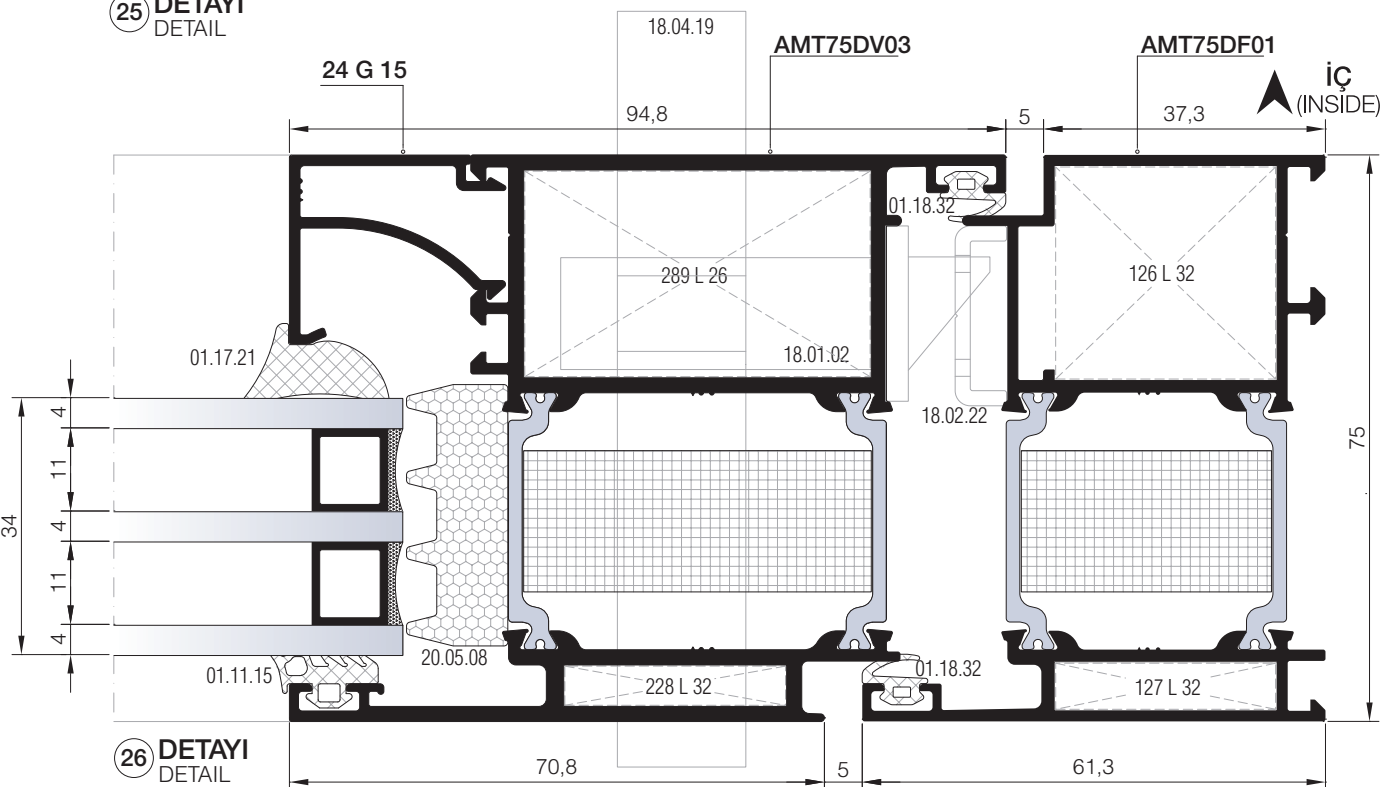 25 DETAYI
DETAIL
18.04.19
AMT75DV03
AMT75DF01
24 G 15
İÇ
(INSIDE)
94,8
5
37,3
01.18.32
289 L 26
126 L 32
01.17.21
18.01.02
18.02.22
4
11
4
11
4
34
75
20.05.08
01.11.15
01.18.32
228 L 32
127 L 32
26 DETAYI
DETAIL
70,8
5
61,3